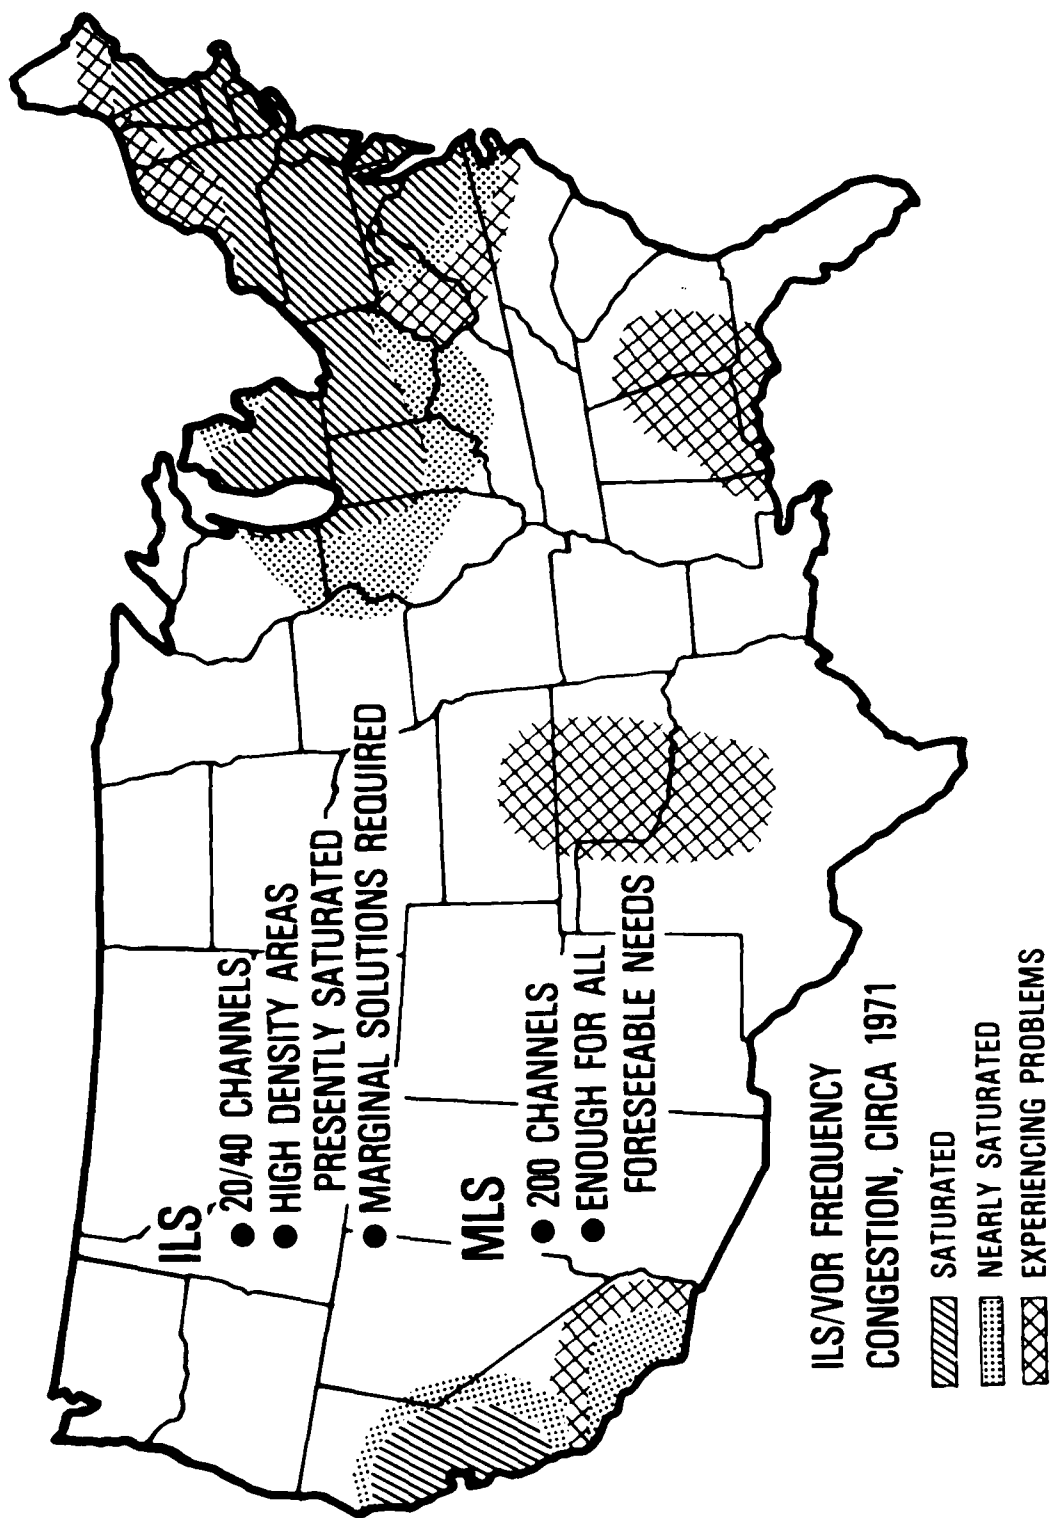 ILS
● 20/40 CHANNELS
● HIGH DENSITY AREAS
PRESENTLY SATURATED
● MARGINAL SOLUTIONS REQUIRED
MLS
● 200 CHANNELS
● ENOUGH FOR ALL
FORESEEABLE NEEDS
ILS/VOR FREQUENCY
CONGESTION, CIRCA 1971
SATURATED
NEARLY SATURATED
EXPERIENCING PROBLEMS